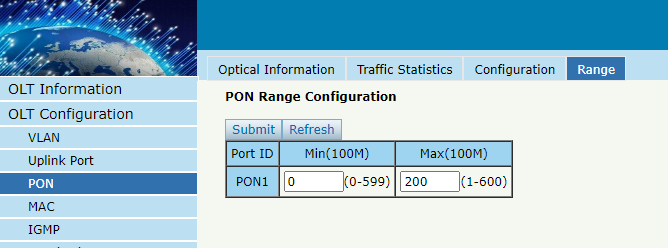 Optical Information Traffic Statistics Configuration Range
OLT Information
OLT Configuration
VLAN
Uplink Port
PON
MAC
IGMP
PON Range Configuration
Submit Refresh
Port ID Min(100M) Max(100M)
PON1 0 (0-599) 200 (1-600)